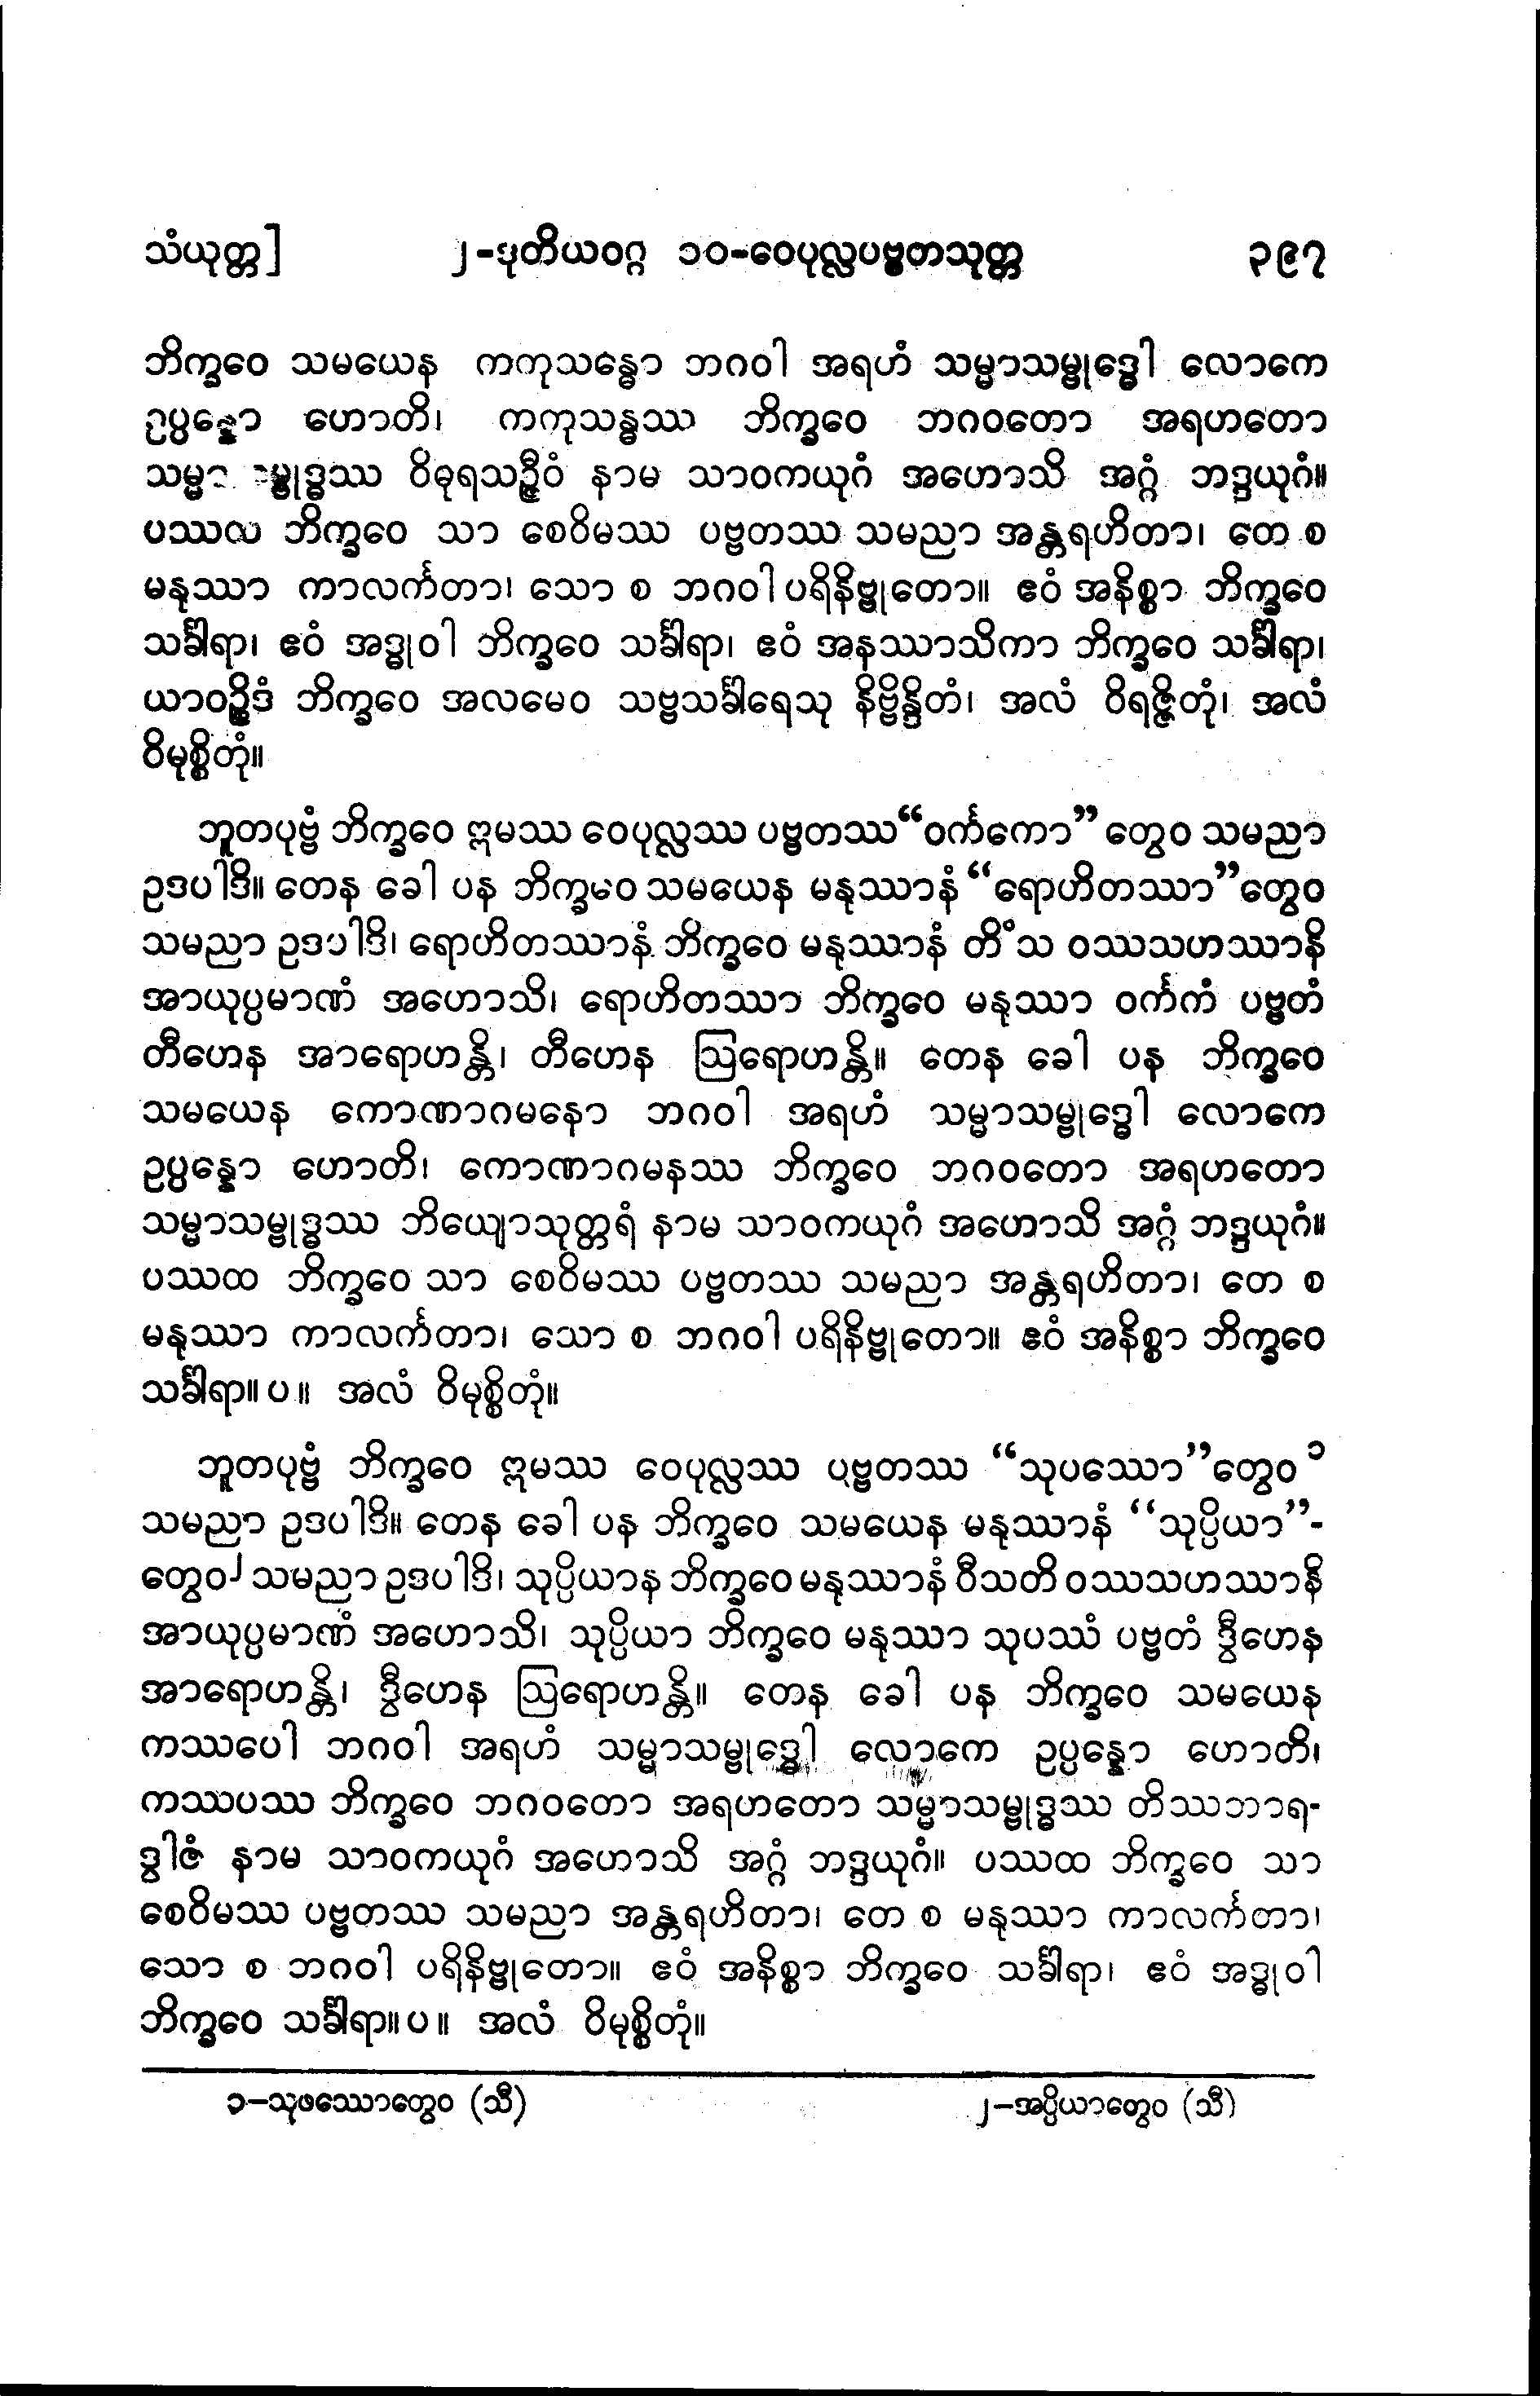 သံယုတ္တ] ၂-ဒုတိယဝဂ္ဂ ၁၀-ဝေပုလ္လပဗ္ဗတသုတ္တ ၃၉၇
ဘိက္ခဝေ သမယေန ကကုသန္ဓော ဘဂဝါ အရဟံ သမ္မာသမ္ဗုဒ္ဓေါ လောကေ
ဥပ္ပန္နော ဟောတိ၊ ကကုသန္ဓဿ ဘိက္ခဝေ ဘဂဝတော အရဟတော
ဝိဓုရသဉ္ဇီဝံ နာမ သာဝကယုဂံ အဟောသိ အဂ္ဂံ ဘဒ္ဒယုဂံ။
ဘိက္ခဝေ သာ စေဝိမဿ ပဗ္ဗတဿ သမညာ အန္တရဟိတာ၊ တေ စ
မနုဿာ ကာလင်္ကတာ၊ သော စ ဘဂဝါ ပရိနိဗ္ဗုတော။ ဧဝံ အနိစ္စာ ဘိက္ခဝေ
သင်္ခါရာ၊ ဧဝံ အဒ္ဓုဝါ ဘိက္ခဝေ သင်္ခါရာ၊ ဧဝံ အနဿာသိကာ ဘိက္ခဝေ သင်္ခါရာ၊
ယာဝဉ္စိဒံ ဘိက္ခဝေ အလမေဝ သဗ္ဗသင်္ခါရေသု နိဗ္ဗိန္ဒိတံ၊ အလံ ဝိရဇ္ဇိတုံ၊ အလံ
ဝိမုစ္စိတုံ။
ဘူတပုဗ္ဗံ ဘိက္ခဝေ ဣမဿ ဝေပုလ္လဿ ပဗ္ဗတဿ “ဝင်္ကကော” တွေဝ သမညာ
ဥဒပါဒိ။ တေန ခေါ ပန ဘိက္ခဝေ သမယေန မနုဿာနံ “ရောဟိတဿာ”တွေဝ
သမညာ ဥဒပါဒိ၊ ရောဟိတဿာနံ ဘိက္ခဝေ မနုဿာနံ တိံသ ဝဿသဟဿာနိ
အာယုပ္ပမာဏံ အဟောသိ၊ ရောဟိတဿာ ဘိက္ခဝေ မနုဿာ ဝင်္ကကံ ပဗ္ဗတံ
တီဟေန အာရောဟန္တိ၊ တီဟေန ဩရောဟန္တိ။ တေန ခေါ ပန ဘိက္ခဝေ
သမယေန ကောဏာဂမနော ဘဂဝါ အရဟံ သမ္မာသမ္ဗုဒ္ဓေါ လောကေ
ဥပ္ပန္နော ဟောတိ၊ ကောဏာဂမနဿ ဘိက္ခဝေ ဘဂဝတော အရဟတော
သမ္မာသမ္ဗုဒ္ဓဿ ဘိယျောသုတ္တရံ နာမ သာဝကယုဂံ အဟောသိ အဂ္ဂံ ဘဒ္ဒယုဂံ။
ပဿထ ဘိက္ခဝေ သာ စေဝိမဿ ပဗ္ဗတဿ သမညာ အန္တရဟိတာ၊ တေ စ
မနုဿာ ကာလင်္ကတာ၊ သော စ ဘဂဝါ ပရိနိဗ္ဗုတော။ ဧဝံ အနိစ္စာ ဘိက္ခဝေ
သင်္ခါရာ။ပ။ အလံ ဝိမုစ္စိတုံ။
ဘူတပုဗ္ဗံ ဘိက္ခဝေ ဣမဿ ဝေပုလ္လဿ ပဗ္ဗတဿ “သုပဿော”တွေဝ ၁
သမညာ ဥဒပါဒိ။ တေန ခေါ ပန ဘိက္ခဝေ သမယေန မနုဿာနံ “သုပ္ပိယာ”-
တွေဝ၂ သမညာ ဥဒပါဒိ၊ သုပ္ပိယာန ဘိက္ခဝေ မနုဿာနံ ဝီသတိ ဝဿသဟဿာနိ
အာယုပ္ပမာဏံ အဟောသိ၊ သုပ္ပိယာ ဘိက္ခဝေ မနုဿာ သုပဿံ ပဗ္ဗတံ ဒွီဟေန
အာရောဟန္တိ၊ ဒွီဟေန ဩရောဟန္တိ။ တေန ခေါ ပန ဘိက္ခဝေ သမယေန
ကဿပေါ ဘဂဝါ အရဟံ သမ္မာသမ္ဗုဒ္ဓေါ လောကေ ဥပ္ပန္နော ဟောတိ၊
ကဿပဿ ဘိက္ခဝေ ဘဂဝတော အရဟတော သမ္မာသမ္ဗုဒ္ဓဿ တိဿဘာရ-
ဒွါဇံ နာမ သာဝကယုဂံ အဟောသိ အဂ္ဂံ ဘဒ္ဒယုဂံ။ ပဿထ ဘိက္ခဝေ သာ
စေဝိမဿ ပဗ္ဗတဿ သမညာ အန္တရဟိတာ၊ တေ စ မနုဿာ ကာလင်္ကတာ၊
သော စ ဘဂဝါ ပရိနိဗ္ဗုတော။ ဧဝံ အနိစ္စာ ဘိက္ခဝေ သင်္ခါရာ၊ ဧဝံ အဒ္ဓုဝါ
ဘိက္ခဝေ သင်္ခါရာ။ပ။ အလံ ဝိမုစ္စိတုံ။
၁−သုဖဿောတွေဝ (သီ) ၂−အပ္ပိယာတွေဝ (သီ)